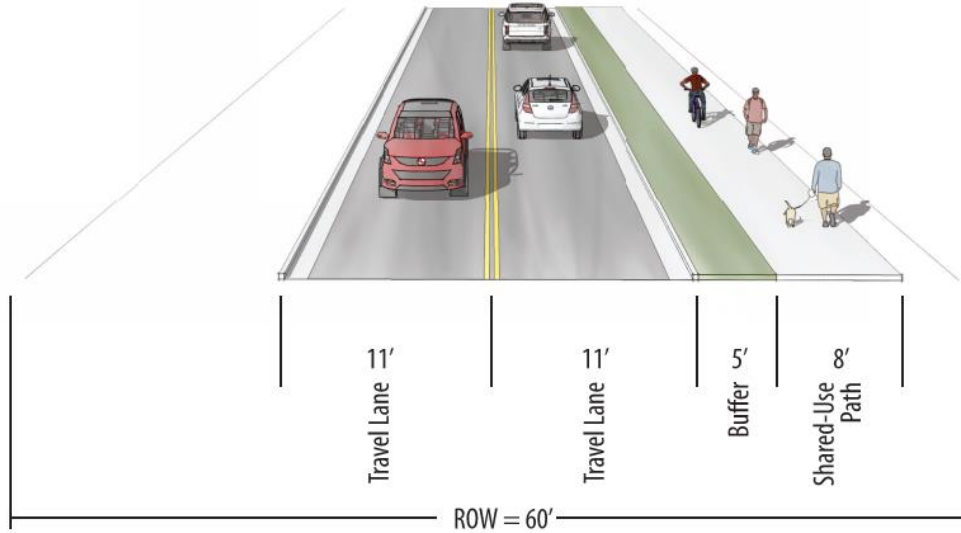 11’
Travel Lane
11’
Travel Lane
5’
Buffer
8’
Shared-Use
Path
ROW = 60’